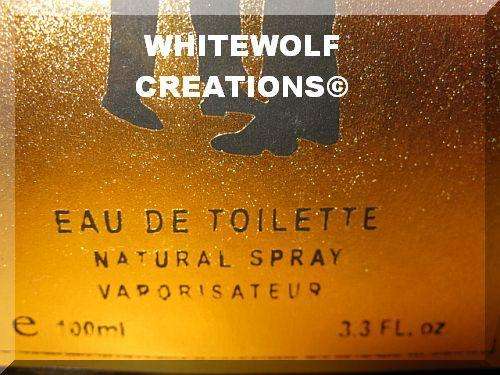 WHITEWOLF
CREATIONS©
EAU DE TOILETTE
NATURAL SPRAY
VAPORISATEUR
℮ 100ml 3.3 FL. oz